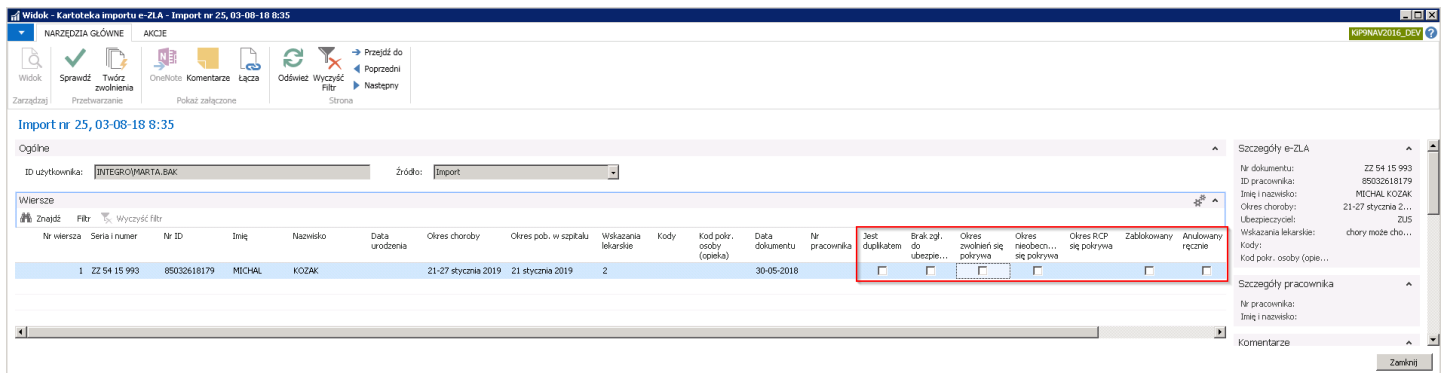 Widok - Kartoteka importu e-ZLA - Import nr 25, 03-08-18 8:35
NARZĘDZIA GŁÓWNE AKCJE KiP9NAV2016_DEV
Widok Sprawdź Twórz zwolnienia OneNote Komentarze Łącza Odśwież Wyczyść Filtr Przejdź do
Poprzedni
Następny
Zarządzaj Przetwarzanie Pokaż załączone Strona
Import nr 25, 03-08-18 8:35
Ogólne
ID użytkownika: INTEGRO\MARTA.BAK Źródło: Import
Wiersze
Znajdź Filtr Wyczyść filtr
Nr wiersza Seria i numer Nr ID Imię Nazwisko Data urodzenia Okres choroby Okres pob. w szpitalu Wskazania lekarskie Kody Kod pokr. osoby (opieka) Data dokumentu Nr pracownika Jest duplikatem Brak zgł. do ubezpie... Okres zwolnień się pokrywa Okres nieobecn... się pokrywa Okres RCP się pokrywa Zablokowany Anulowany ręcznie
1 ZZ 54 15 993 85032618179 MICHAL KOZAK 21-27 stycznia 2019 21 stycznia 2019 2 30-05-2018
Szczegóły e-ZLA
Nr dokumentu: ZZ 54 15 993
ID pracownika: 85032618179
Imię i nazwisko: MICHAL KOZAK
Okres choroby: 21-27 stycznia 2...
Ubezpieczyciel: ZUS
Wskazania lekarskie: chory może cho...
Kody:
Kod pokr. osoby (opie...
Szczegóły pracownika
Nr pracownika:
Imię i nazwisko:
Komentarze
Zamknij